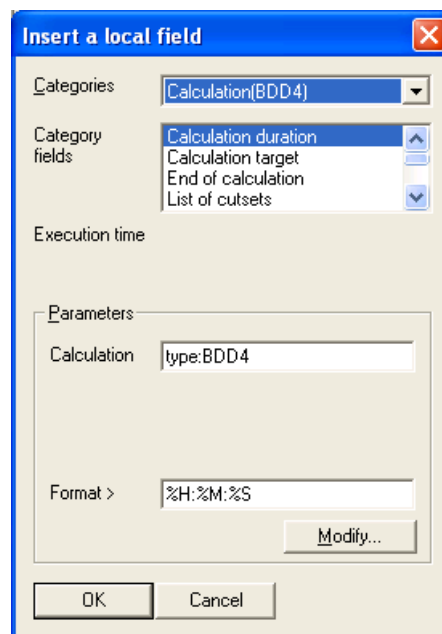 Insert a local field
Categories
Calculation(BDD4)
Category
fields
Calculation duration
Calculation target
End of calculation
List of cutsets
Execution time
Parameters
Calculation
type:BDD4
Format >
%H:%M:%S
Modify...
OK
Cancel